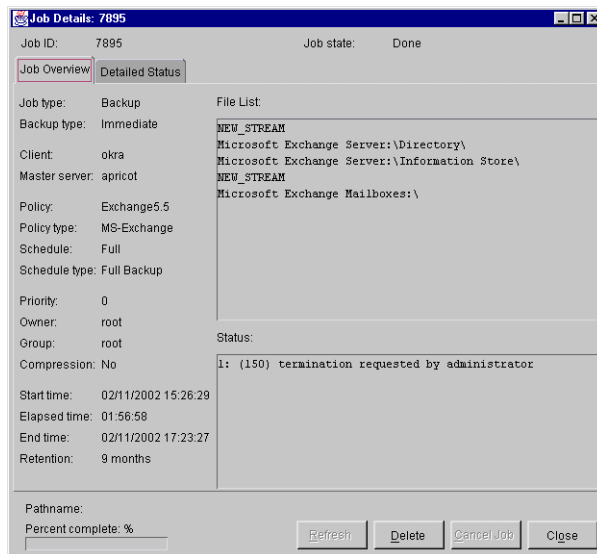 Job Details: 7895
Job ID: 7895 Job state: Done
Job Overview Detailed Status
Job type: Backup
Backup type: Immediate
Client: okra
Master server: apricot
Policy: Exchange5.5
Policy type: MS-Exchange
Schedule: Full
Schedule type: Full Backup
Priority: 0
Owner: root
Group: root
Compression: No
Start time: 02/11/2002 15:26:29
Elapsed time: 01:56:58
End time: 02/11/2002 17:23:27
Retention: 9 months
File List:
NEW_STREAM
Microsoft Exchange Server:\Directory\
Microsoft Exchange Server:\Information Store\
NEW_STREAM
Microsoft Exchange Mailboxes:\
Status:
1: (150) termination requested by administrator
Pathname:
Percent complete: %
Refresh Delete Cancel Job Close